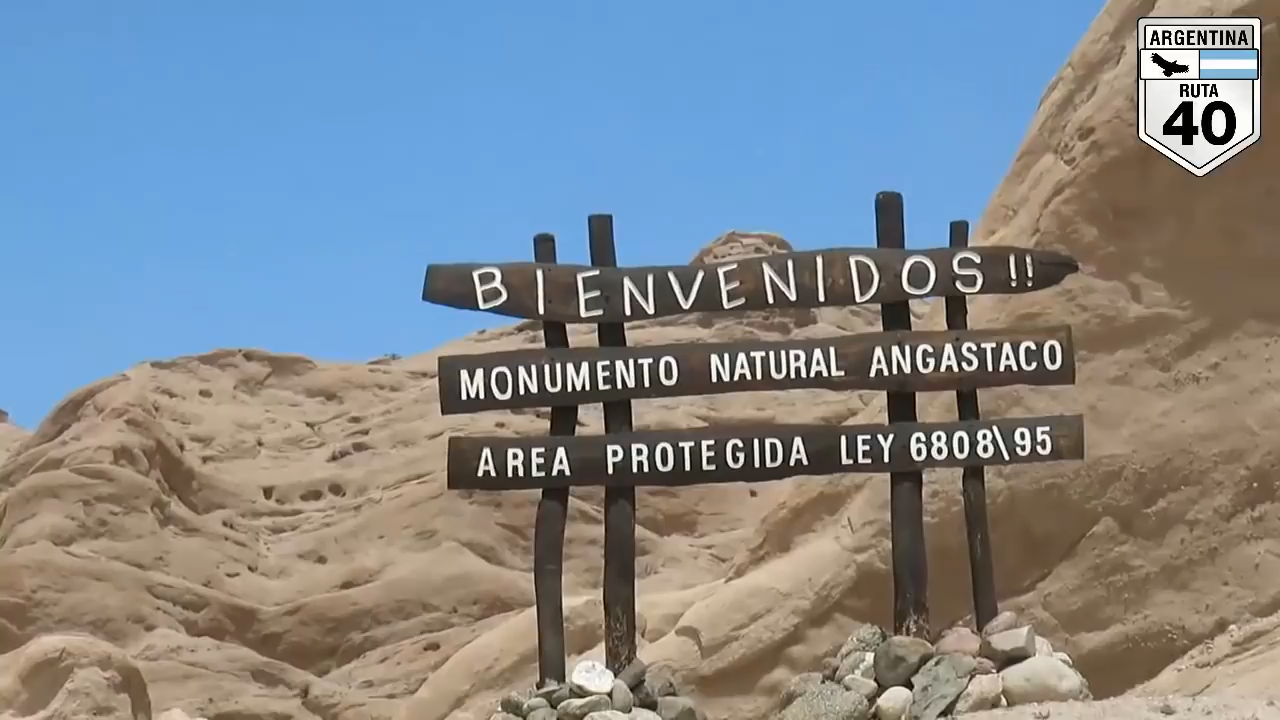 ARGENTINA
RUTA
40
BIENVENIDOS !!
MONUMENTO NATURAL ANGASTACO
AREA PROTEGIDA LEY 6808\95